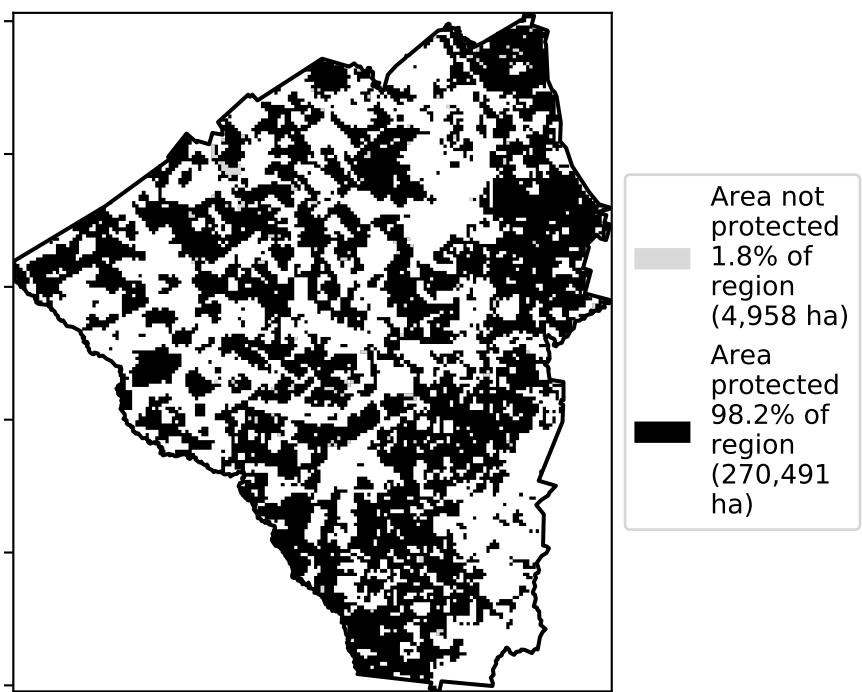 Area not
protected
1.8% of
region
(4,958 ha)
Area
protected
98.2% of
region
(270,491
ha)